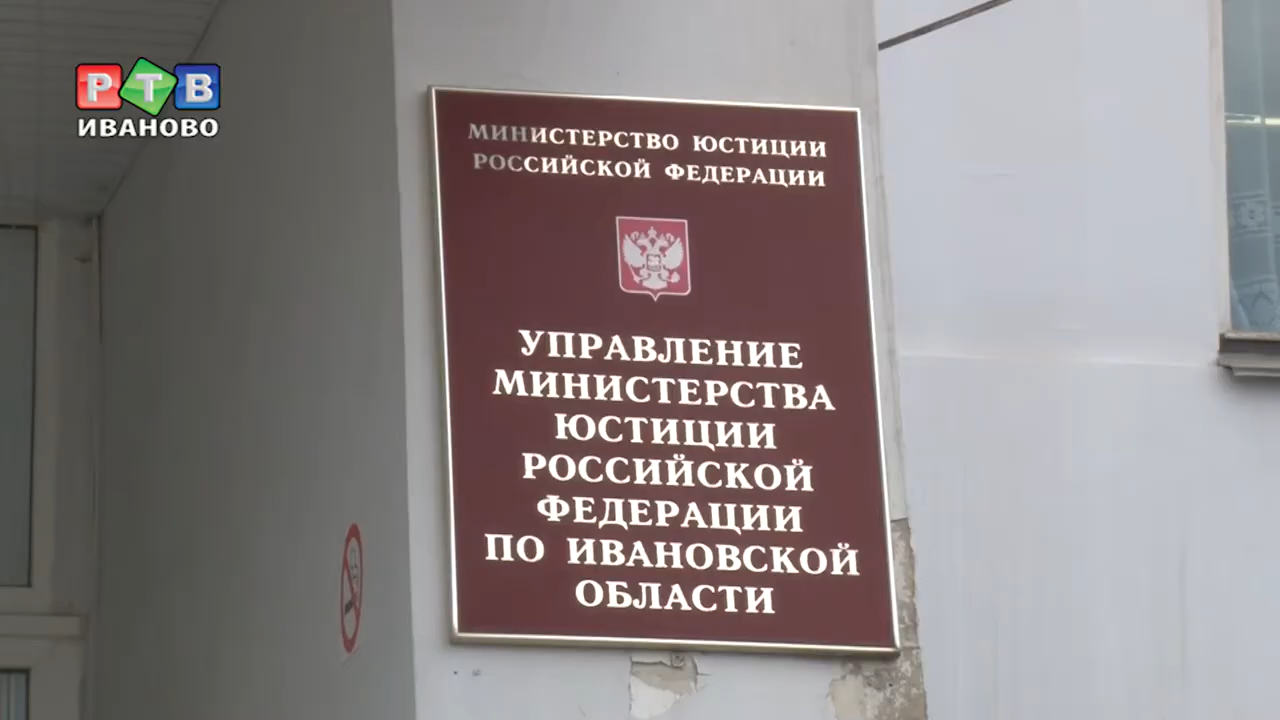 РТВ
ИВАНОВО
МИНИСТЕРСТВО ЮСТИЦИИ
РОССИЙСКОЙ ФЕДЕРАЦИИ
УПРАВЛЕНИЕ
МИНИСТЕРСТВА
ЮСТИЦИИ
РОССИЙСКОЙ
ФЕДЕРАЦИИ
ПО ИВАНОВСКОЙ
ОБЛАСТИ